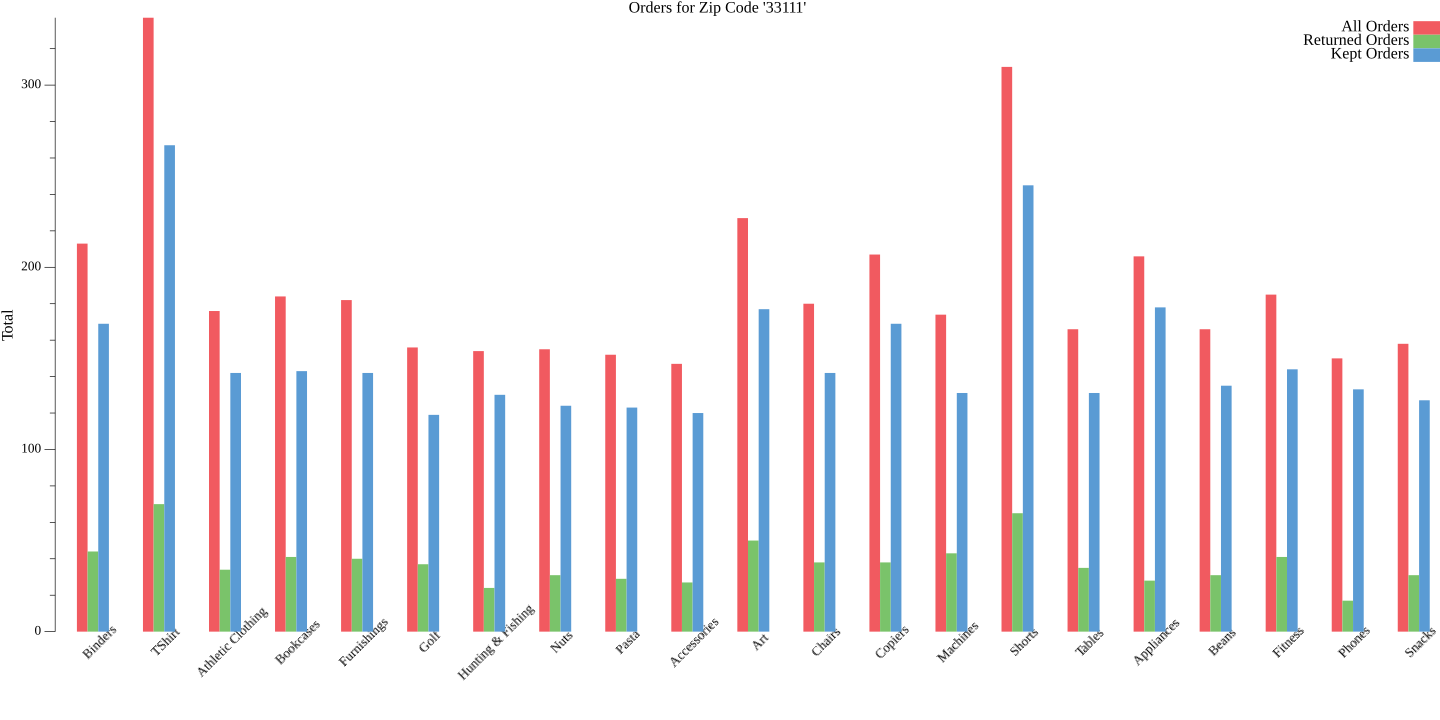 Orders for Zip Code '33111'
All Orders
Returned Orders
Kept Orders
Total
300
200
100
0
Binders
TShirt
Athletic Clothing
Bookcases
Furnishings
Golf
Hunting & Fishing
Nuts
Pasta
Accessories
Art
Chairs
Copiers
Machines
Shorts
Tables
Appliances
Beans
Fitness
Phones
Snacks